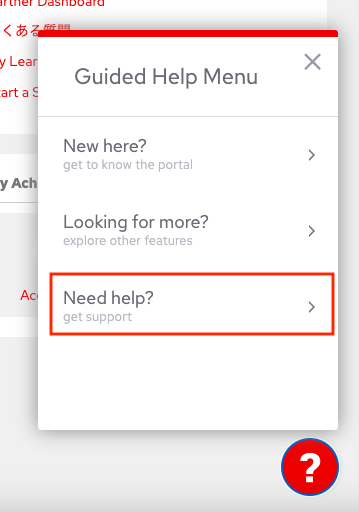 artner Dashboard
くある質問
Guided Help Menu
y Lear
art a S
New here?
get to know the portal
y Ach
Looking for more?
explore other features
Need help?
Acc
get support
?